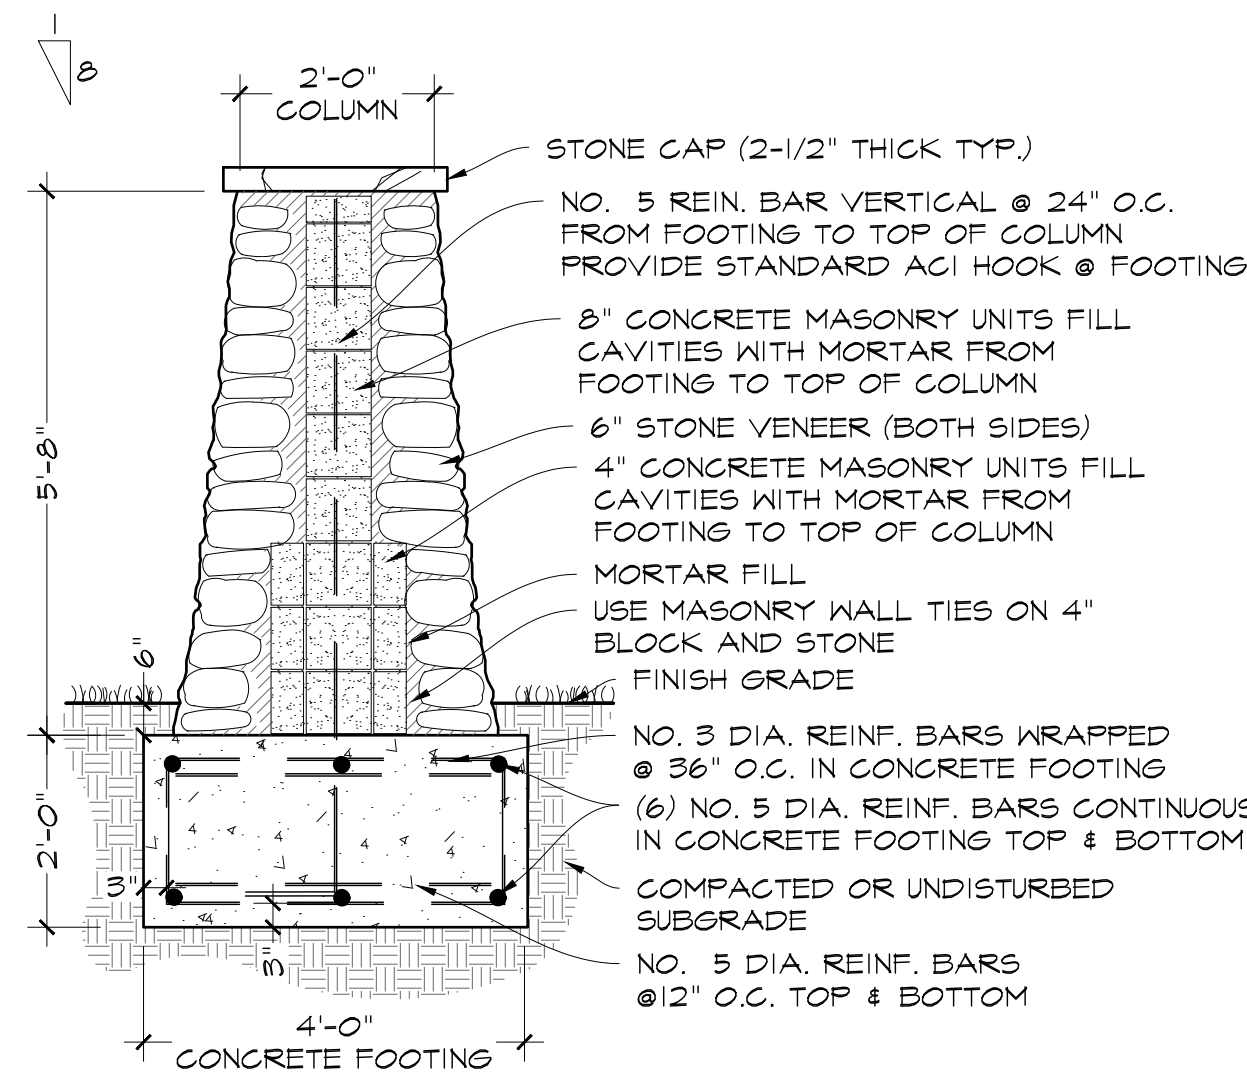 1
8
2'-0"
COLUMN
STONE CAP (2-1/2" THICK TYP.)
NO. 5 REIN. BAR VERTICAL @ 24" O.C.
FROM FOOTING TO TOP OF COLUMN
PROVIDE STANDARD ACI HOOK @ FOOTING
8" CONCRETE MASONRY UNITS FILL
CAVITIES WITH MORTAR FROM
FOOTING TO TOP OF COLUMN
6" STONE VENEER (BOTH SIDES)
5'-8"
4" CONCRETE MASONRY UNITS FILL
CAVITIES WITH MORTAR FROM
FOOTING TO TOP OF COLUMN
MORTAR FILL
USE MASONRY WALL TIES ON 4"
BLOCK AND STONE
6"
FINISH GRADE
NO. 3 DIA. REINF. BARS WRAPPED
@ 36" O.C. IN CONCRETE FOOTING
(6) NO. 5 DIA. REINF. BARS CONTINUOUS
IN CONCRETE FOOTING TOP & BOTTOM
2'-0"
3"
COMPACTED OR UNDISTURBED
SUBGRADE
3"
NO. 5 DIA. REINF. BARS
@12" O.C. TOP & BOTTOM
4'-0"
CONCRETE FOOTING